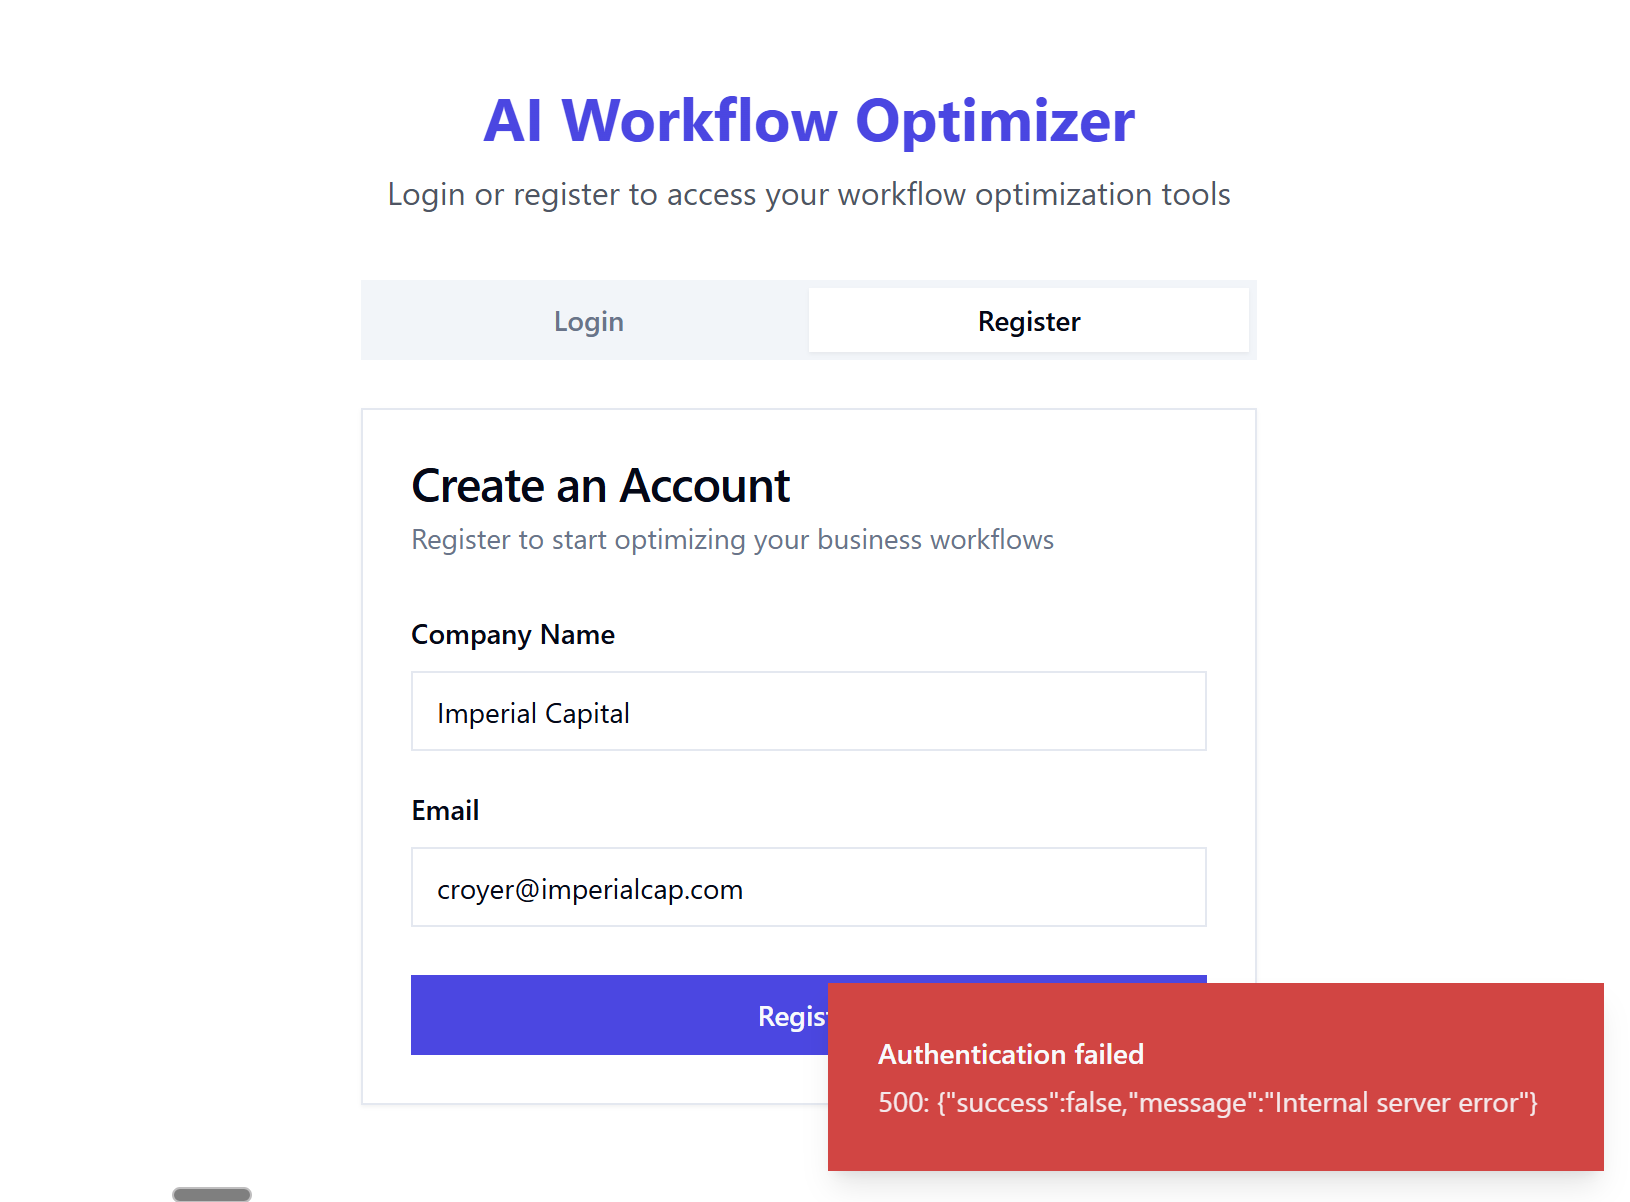 AI Workflow Optimizer
Login or register to access your workflow optimization tools
Login
Register
Create an Account
Register to start optimizing your business workflows
Company Name
Imperial Capital
Email
croyer@imperialcap.com
Regist
Authentication failed
500: {"success":false,"message":"Internal server error"}